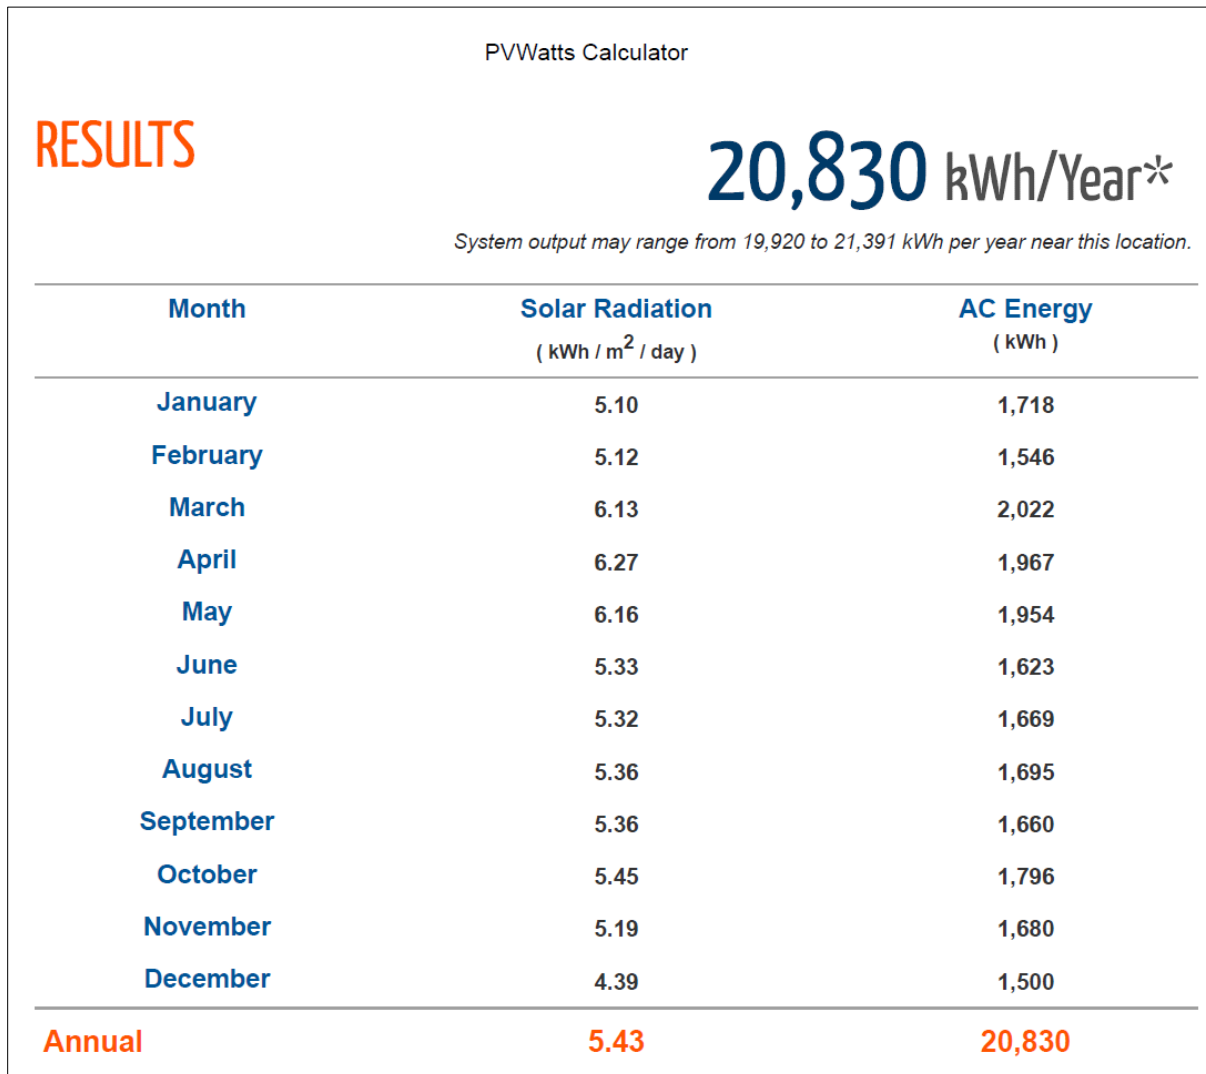 PVWatts Calculator
RESULTS
20,830 kWh/Year*
System output may range from 19,920 to 21,391 kWh per year near this location.
Month Solar Radiation AC Energy
( kWh / m2 / day ) ( kWh )
January 5.10 1,718
February 5.12 1,546
March 6.13 2,022
April 6.27 1,967
May 6.16 1,954
June 5.33 1,623
July 5.32 1,669
August 5.36 1,695
September 5.36 1,660
October 5.45 1,796
November 5.19 1,680
December 4.39 1,500
Annual 5.43 20,830